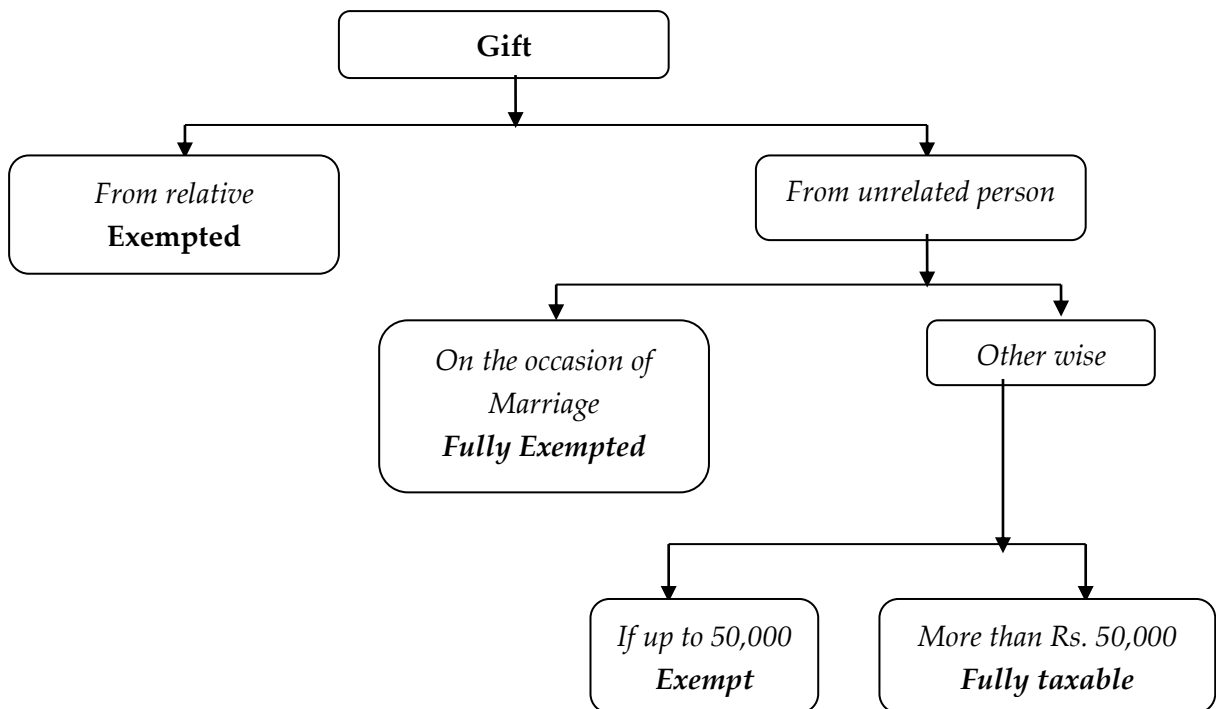 Gift
From relative
Exempted
From unrelated person
On the occasion of
Marriage
Fully Exempted
Other wise
If up to 50,000
Exempt
More than Rs. 50,000
Fully taxable